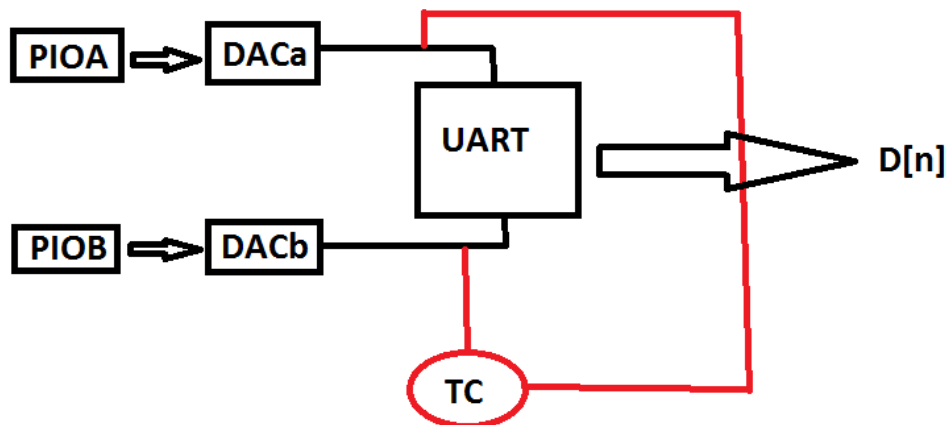 PIOA
DACa
UART
D[n]
PIOB
DACb
TC